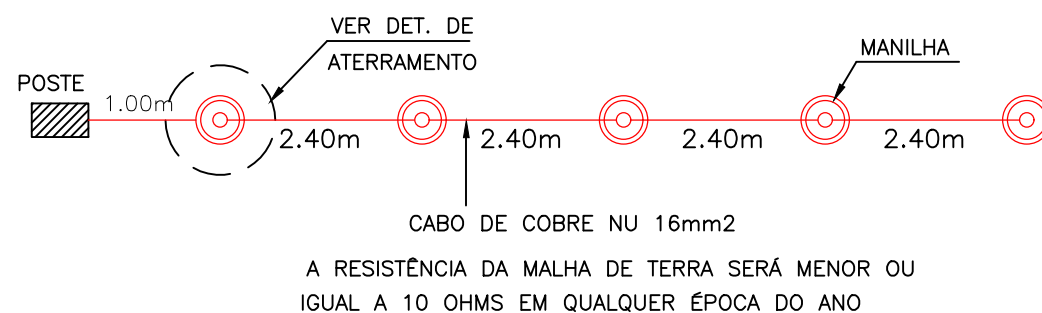 VER DET. DE
ATERRAMENTO
MANILHA
POSTE
1.00m
2.40m
2.40m
2.40m
2.40m
CABO DE COBRE NU 16mm2
A RESISTÊNCIA DA MALHA DE TERRA SERÁ MENOR OU
IGUAL A 10 OHMS EM QUALQUER ÉPOCA DO ANO